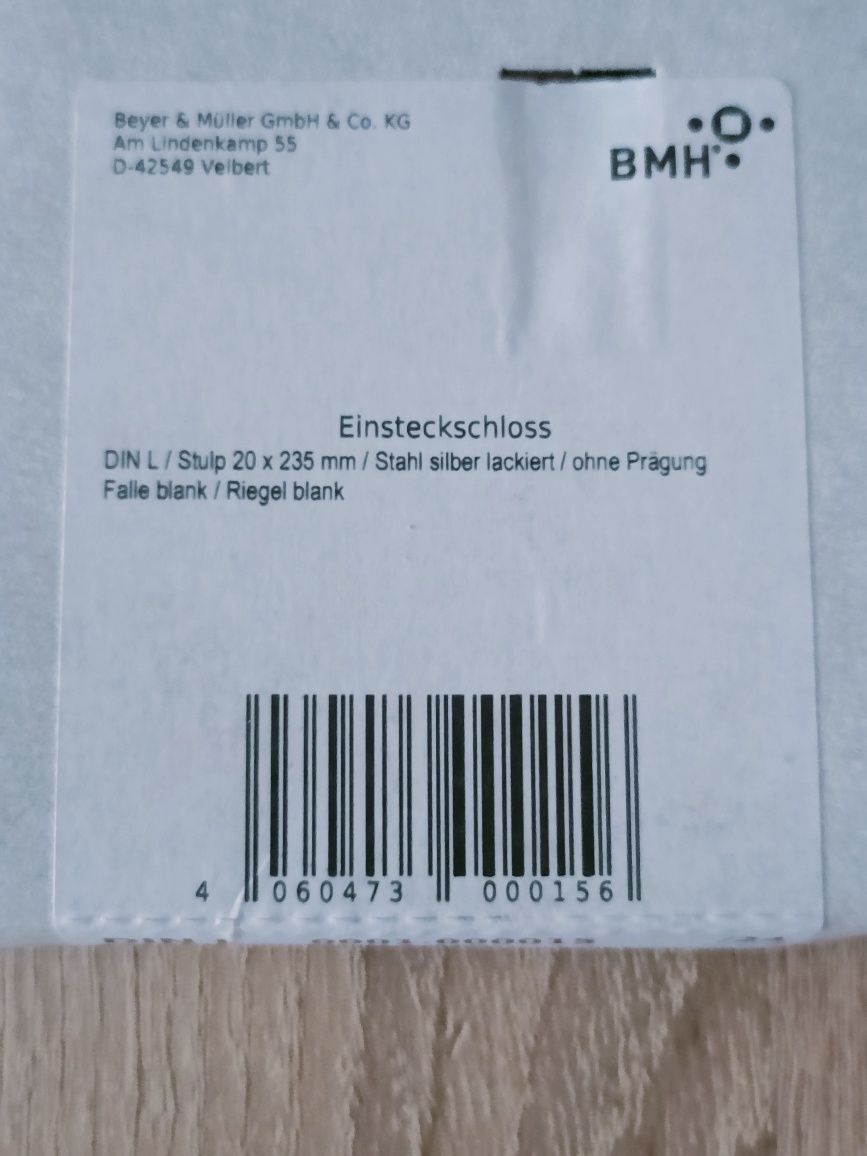 Beyer & Müller GmbH & Co. KG
Am Lindenkamp 55
D-42549 Velbert
BMH
Einsteckschloss
DIN L / Stulp 20 x 235 mm / Stahl silber lackiert / ohne Prägung
Falle blank / Riegel blank
4 060473 000156